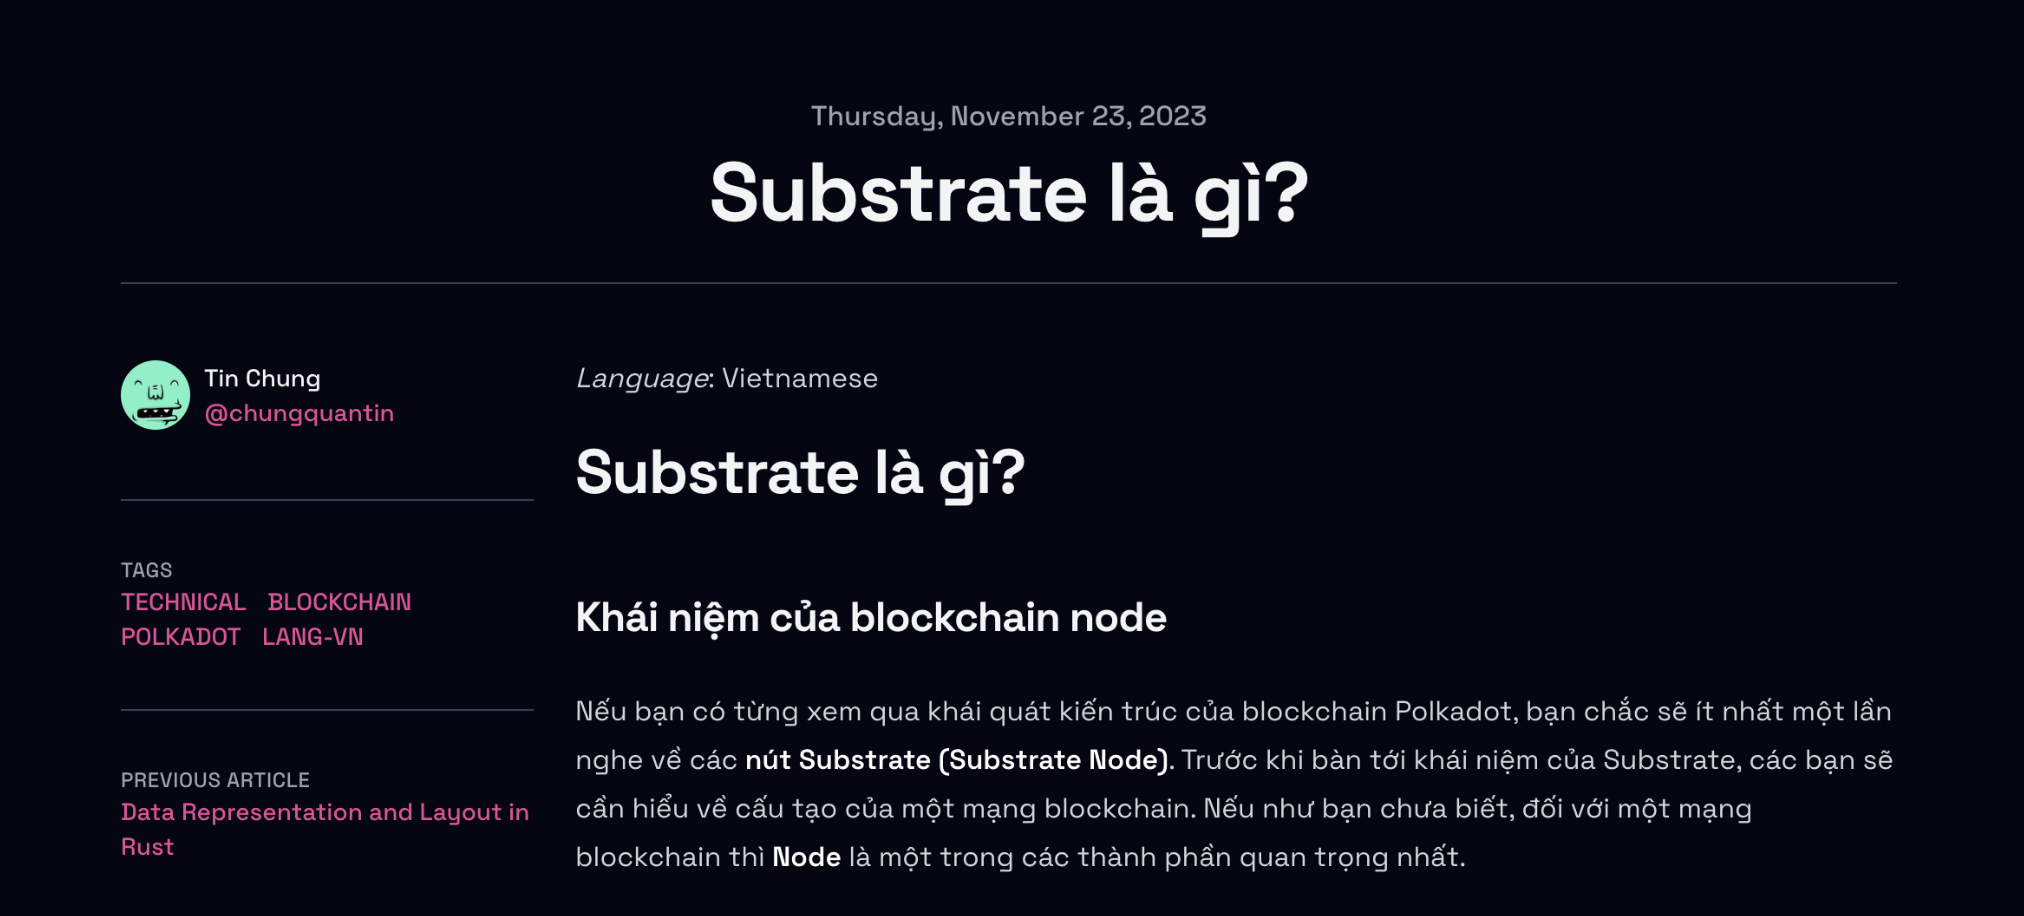 Thursday, November 23, 2023
Substrate là gì?
Tin Chung
@chungquantin
TAGS
TECHNICAL BLOCKCHAIN
POLKADOT LANG-VN
PREVIOUS ARTICLE
Data Representation and Layout in
Rust
Language: Vietnamese
Substrate là gì?
Khái niệm của blockchain node
Nếu bạn có từng xem qua khái quát kiến trúc của blockchain Polkadot, bạn chắc sẽ ít nhất một lần
nghe về các nút Substrate (Substrate Node). Trước khi bàn tới khái niệm của Substrate, các bạn sẽ
cần hiểu về cấu tạo của một mạng blockchain. Nếu như bạn chưa biết, đối với một mạng
blockchain thì Node là một trong các thành phần quan trọng nhất.